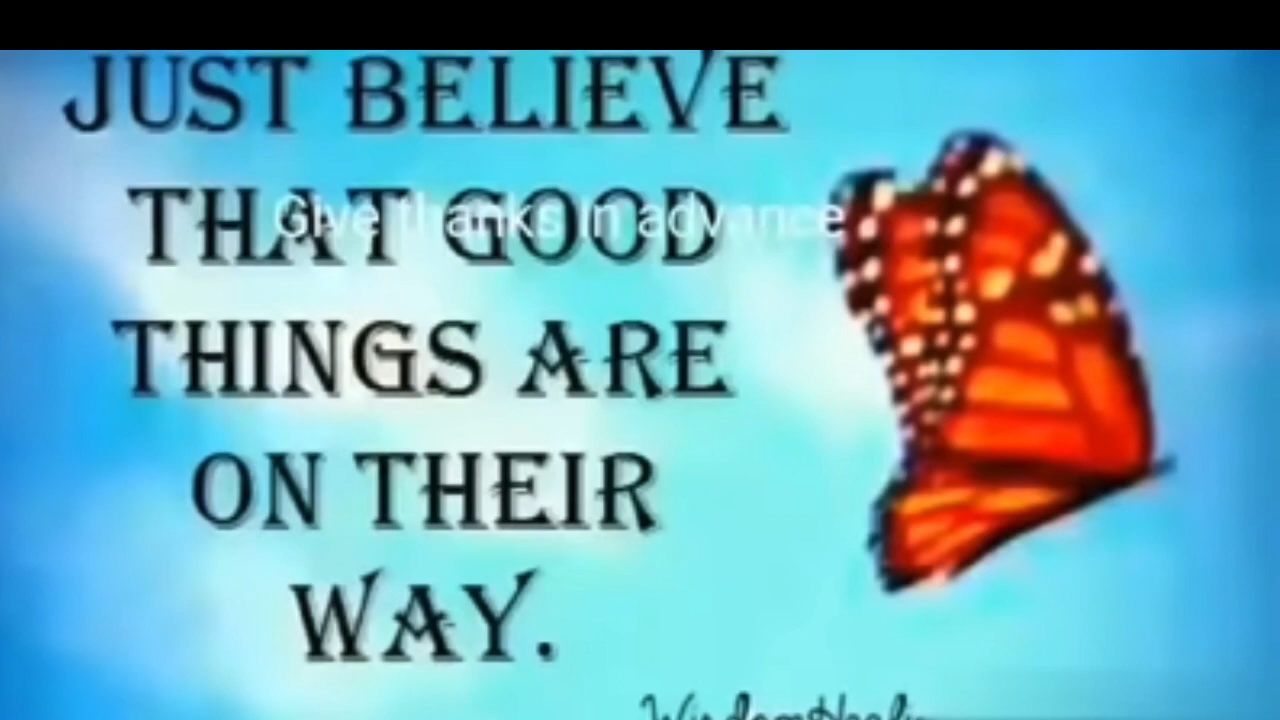 JUST BELIEVE
THAT GOOD
Give thanks in advance
THINGS ARE
ON THEIR
WAY.